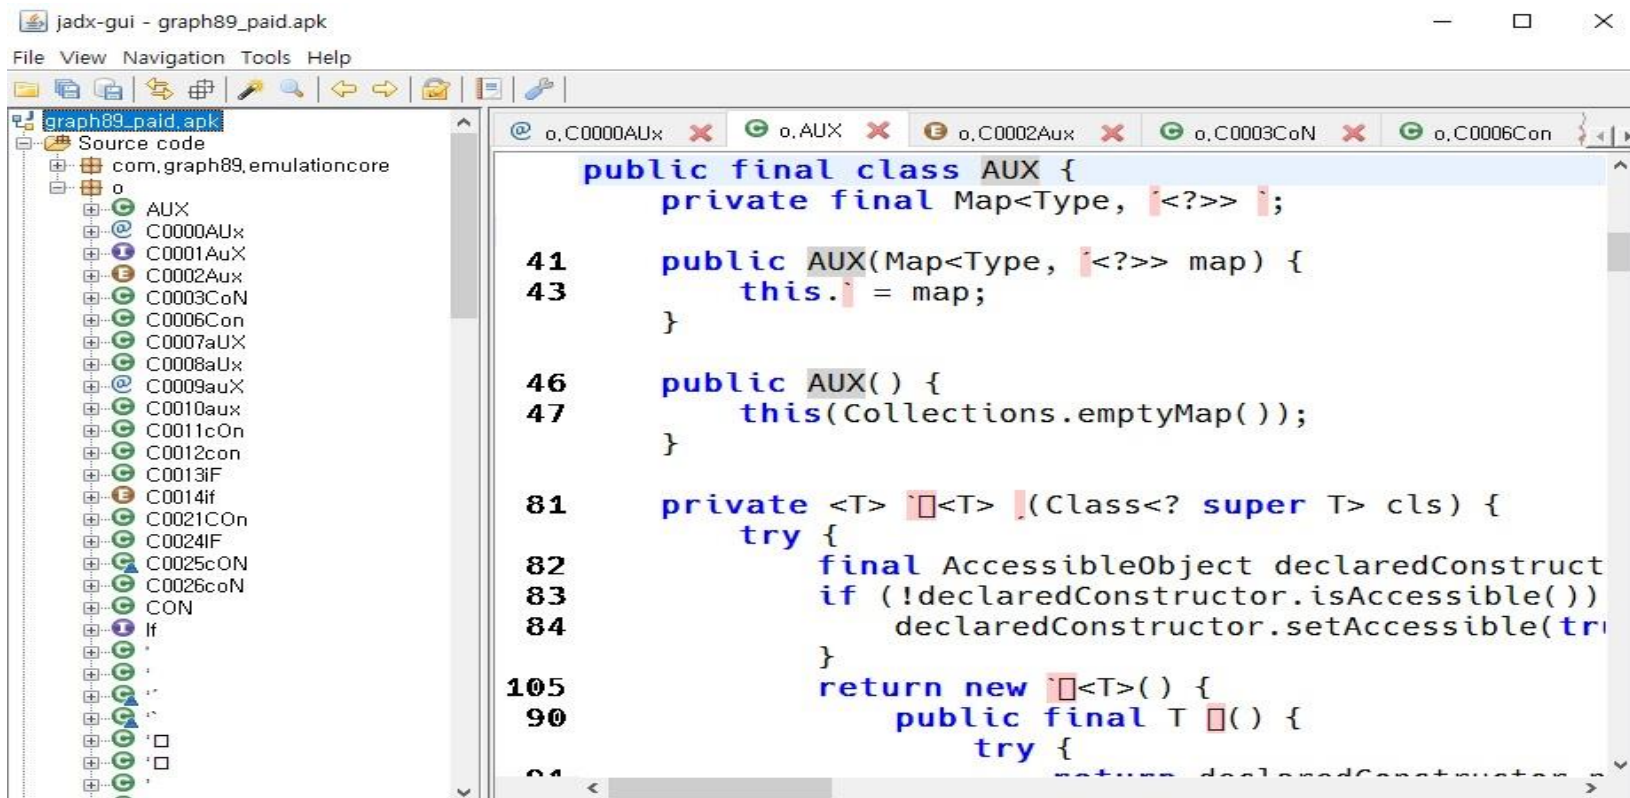 jadx-gui - graph89_paid.apk
File View Navigation Tools Help
graph89_paid.apk
Source code
com.graph89.emulationcore
o
AUX
C0000AUx
C0001AuX
C0002Aux
C0003CoN
C0006Con
C0007aUX
C0008aUx
C0009auX
C0010aux
C0011cOn
C0012con
C0013iF
C0014if
C0021COn
C0024IF
C0025cON
C0026coN
CON
If
o.C0000AUx o.AUX o.C0002Aux o.C0003CoN o.C0006Con
public final class AUX {
private final Map<Type, ´<?>> `;
41 public AUX(Map<Type, ´<?>> map) {
43 this.` = map;
}
46 public AUX() {
47 this(Collections.emptyMap());
}
81 private <T> `□<T> ˏ(Class<? super T> cls) {
try {
82 final AccessibleObject declaredConstruct
83 if (!declaredConstructor.isAccessible())
84 declaredConstructor.setAccessible(tr
}
105 return new `□<T>() {
90 public final T □() {
try {